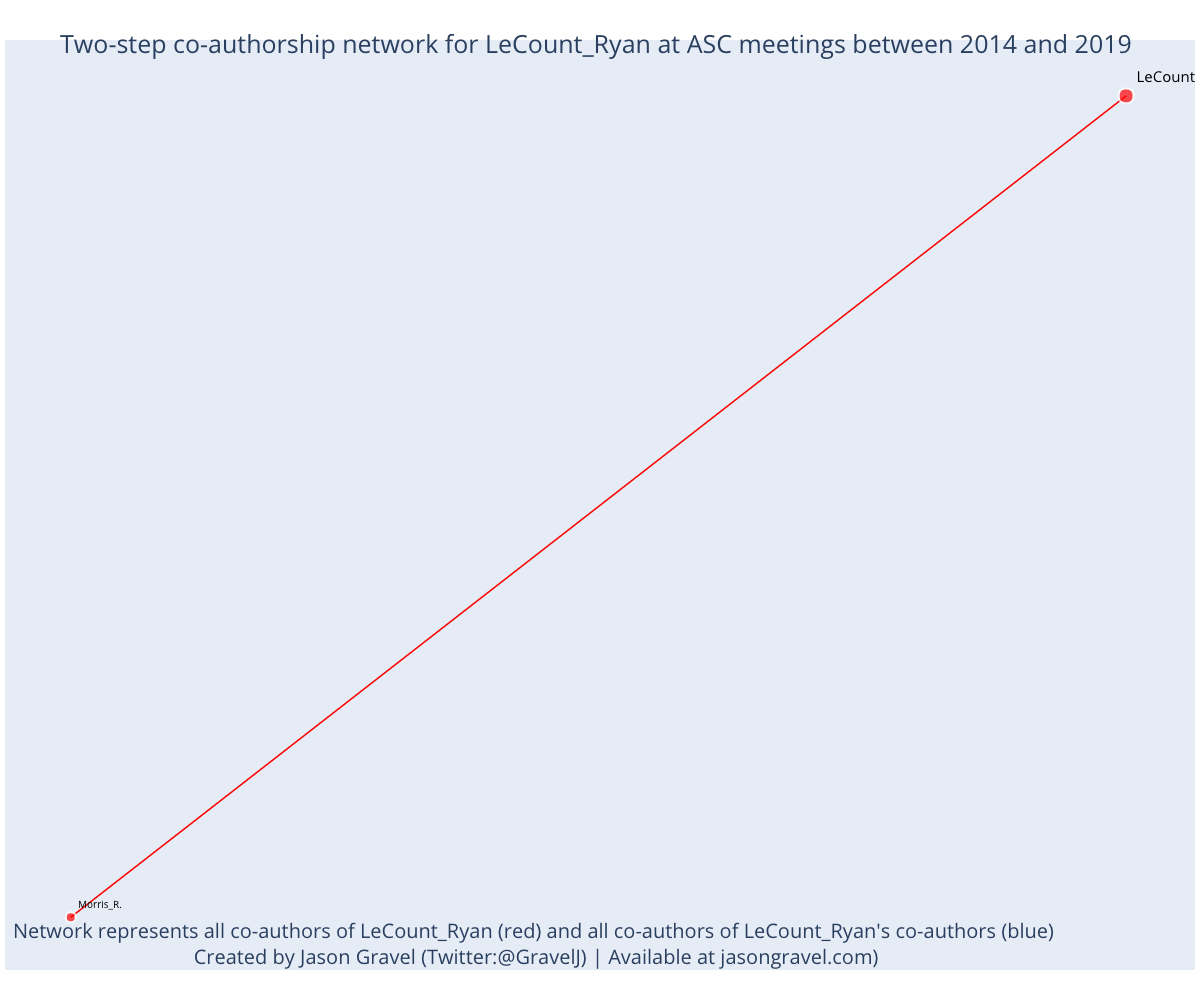 Two-step co-authorship network for LeCount_Ryan at ASC meetings between 2014 and 2019
LeCount
Morris_R.
Network represents all co-authors of LeCount_Ryan (red) and all co-authors of LeCount_Ryan's co-authors (blue)
Created by Jason Gravel (Twitter:@GravelJ) | Available at jasongravel.com)